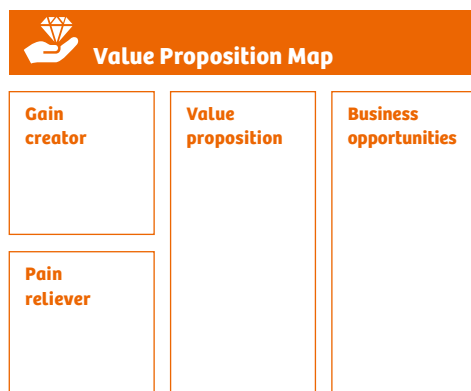 Value Proposition Map
Gain
creator
Value
proposition
Business
opportunities
Pain
reliever